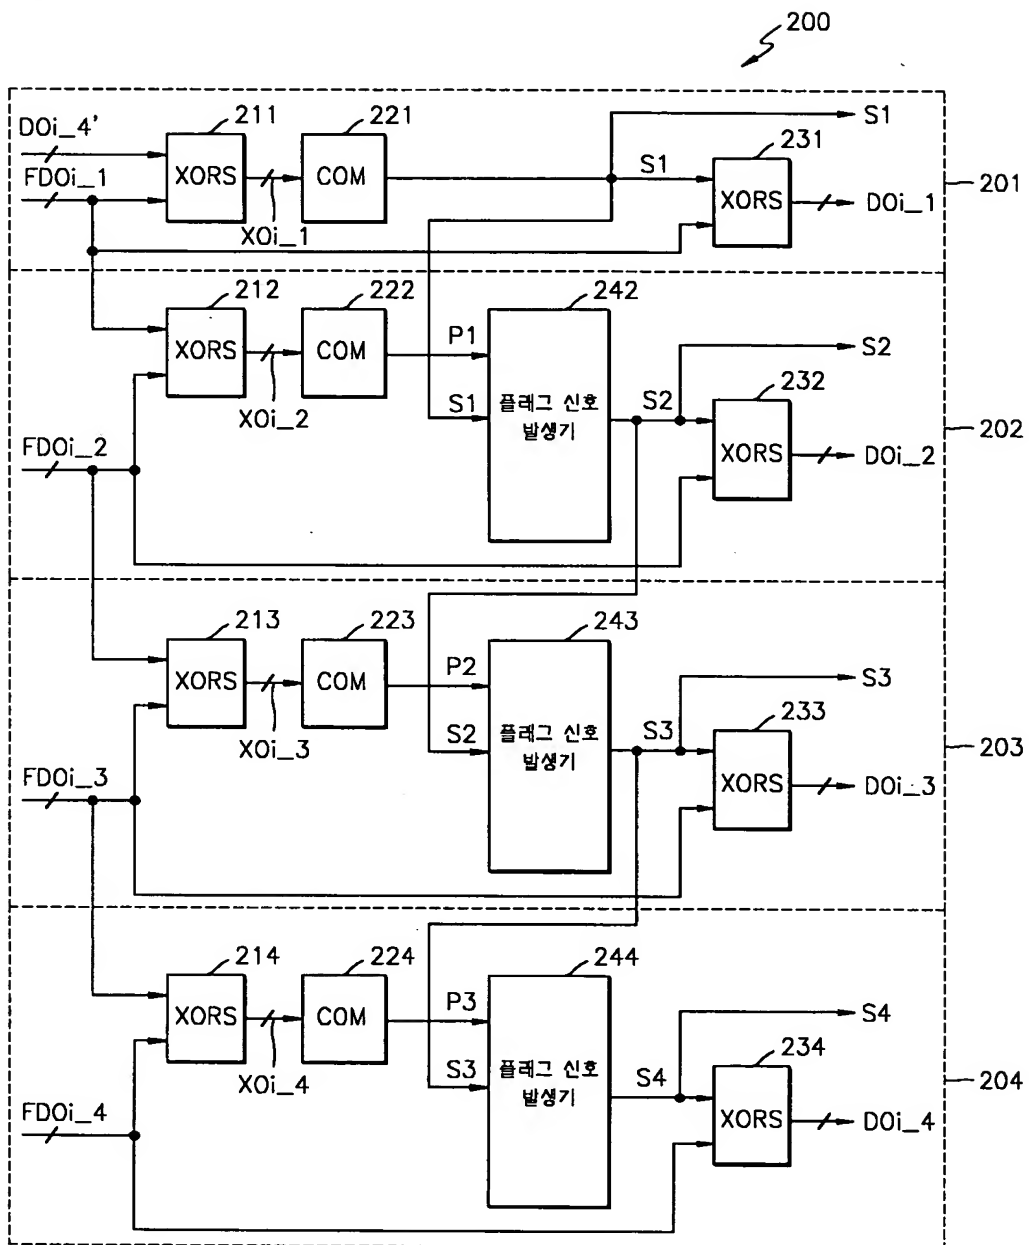 200
DOi_4'
211
221
S1
FDOi_1
XORS
COM
S1
231
XORS
DOi_1
201
XOi_1
212
222
242
XORS
COM
P1
S2
XOi_2
S1
플래그 신호
발생기
S2
232
XORS
DOi_2
202
FDOi_2
213
223
243
XORS
COM
P2
S3
XOi_3
S2
플래그 신호
발생기
S3
233
XORS
DOi_3
203
FDOi_3
214
224
244
XORS
COM
P3
S4
XOi_4
S3
플래그 신호
발생기
S4
234
XORS
DOi_4
204
FDOi_4